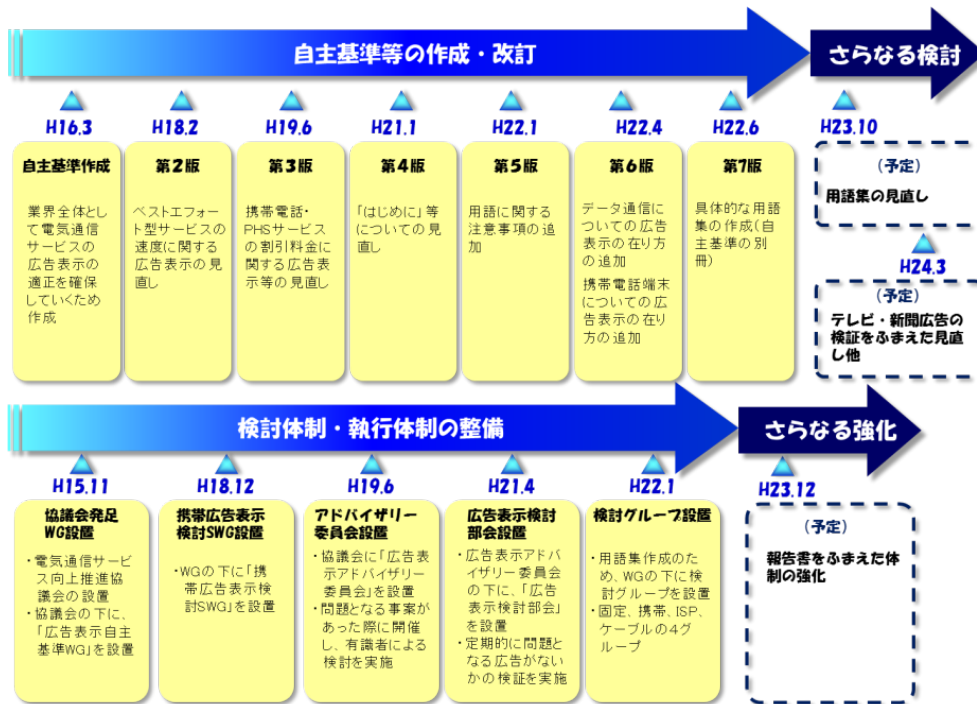 自主基準等の作成・改訂
さらなる検討
H16.3
H18.2
H19.6
H21.1
H22.1
H22.4
H22.6
H23.10
自主基準作成
業界全体とし
て電気通信
サービスの
広告表示の
適正を確保
していくため
作成
第2版
ベストエフォー
ト型サービスの
速度に関する
広告表示の見
直し
第3版
携帯電話・
PHSサービス
の割引料金に
関する広告表
示等の見直し
第4版
「はじめに」等
についての見
直し
第5版
用語に関する
注意事項の追
加
第6版
データ通信に
ついての広告
表示の在り方
の追加
携帯電話端末
についての広
告表示の在り
方の追加
第7版
具体的な用語
集の作成(自
主基準の別
冊)
(予定)
用語集の見直し
H24.3
(予定)
テレビ・新聞広告の
検証をふまえた見直
し他
検討体制・執行体制の整備
さらなる強化
H15.11
H18.12
H19.6
H21.4
H22.1
H23.12
協議会発足
WG設置
・電気通信サービ
ス向上推進協
議会の設置
・協議会の下に、
「広告表示自主
基準WG」を設置
携帯広告表示
検討SWG設置
・WGの下に「携
帯広告表示検
討SWG」を設置
アドバイザリー
委員会設置
・協議会に「広告表
示アドバイザリー
委員会」を設置
・問題となる事案が
あった際に開催
し、有識者による
検討を実施
広告表示検討
部会設置
・広告表示アドバ
イザリー委員会
の下に、「広告
表示検討部会」
を設置
・定期的に問題と
なる広告がない
かの検証を実施
検討グループ設置
・用語集作成のた
め、WGの下に検
討グループを設置
・固定、携帯、ISP、
ケーブルの4グ
ループ
(予定)
報告書をふまえた体
制の強化